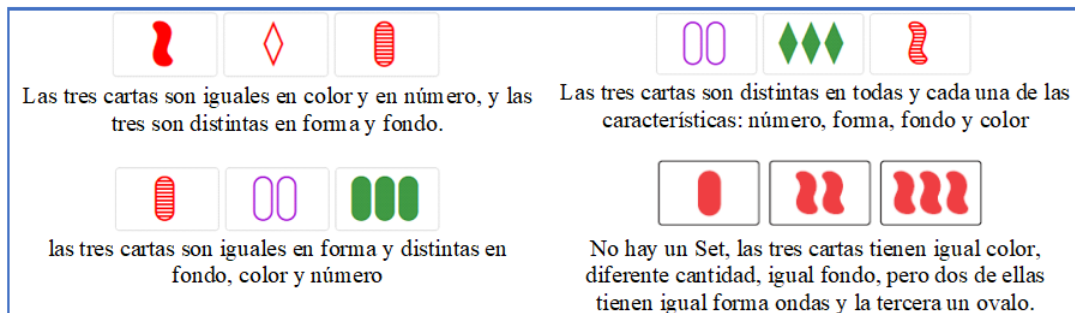 Las tres cartas son iguales en color y en número, y las
tres son distintas en forma y fondo.
Las tres cartas son distintas en todas y cada una de las
características: número, forma, fondo y color
las tres cartas son iguales en forma y distintas en
fondo, color y número
No hay un Set, las tres cartas tienen igual color,
diferente cantidad, igual fondo, pero dos de ellas
tienen igual forma ondas y la tercera un ovalo.